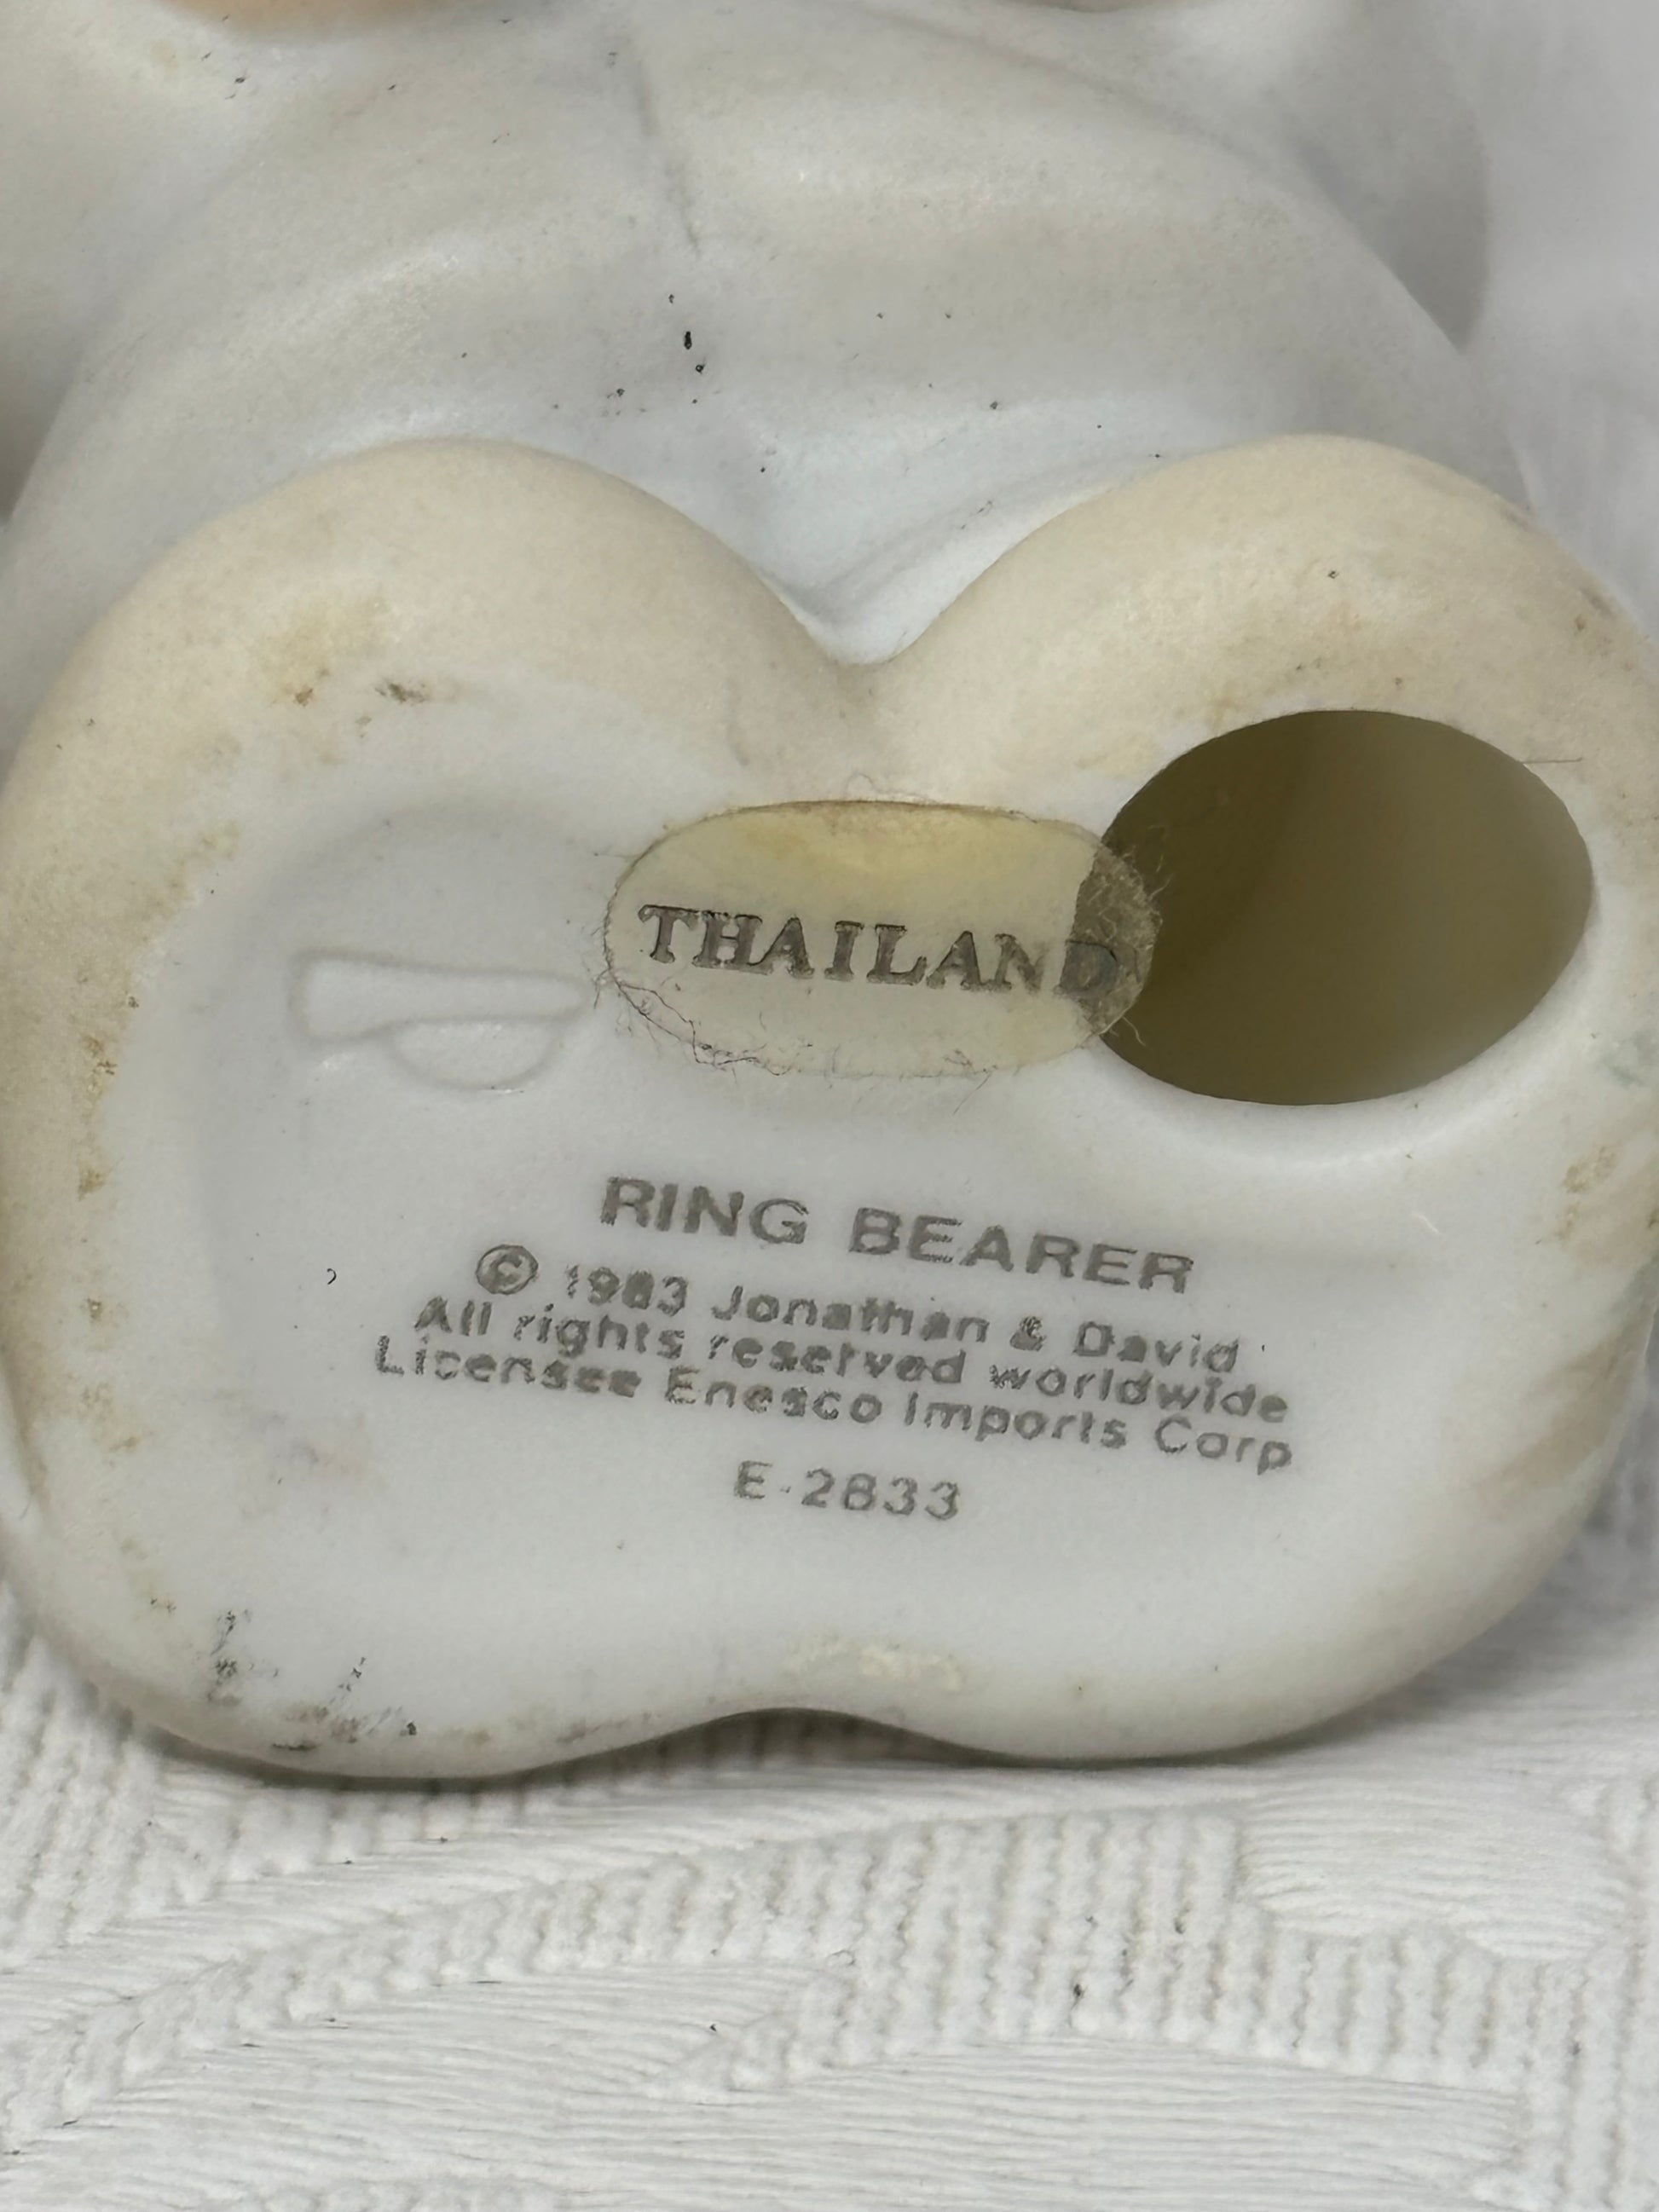 THAILAND
RING BEARER
© 1983 Jonathan & David
All rights reserved worldwide
Licensee Enesco Imports Corp
E-2833